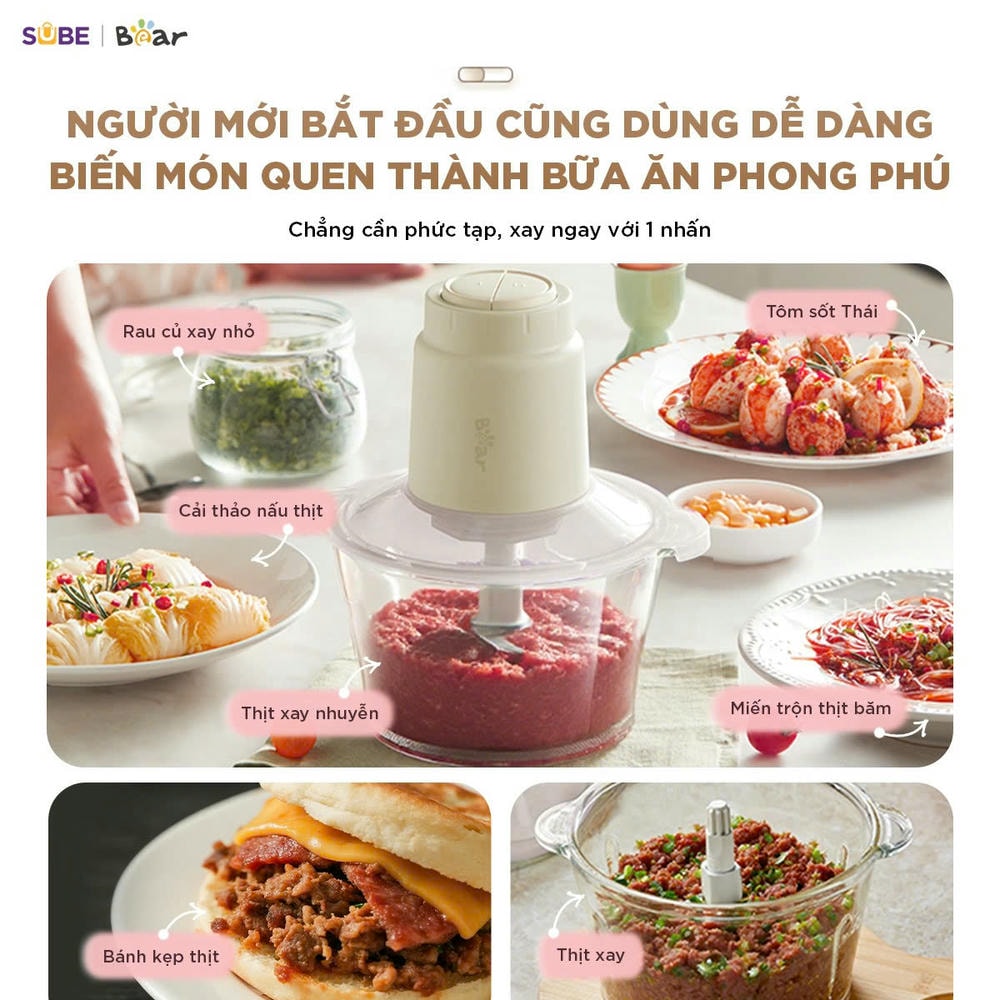 SUBE | Bear
NGƯỜI MỚI BẮT ĐẦU CŨNG DÙNG DỄ DÀNG
BIẾN MÓN QUEN THÀNH BỮA ĂN PHONG PHÚ
Chẳng cần phức tạp, xay ngay với 1 nhấn
Tôm sốt Thái
Rau củ xay nhỏ
Bear
Cải thảo nấu thịt
Thịt xay nhuyễn
Miến trộn thịt băm
Bánh kẹp thịt
Thịt xay